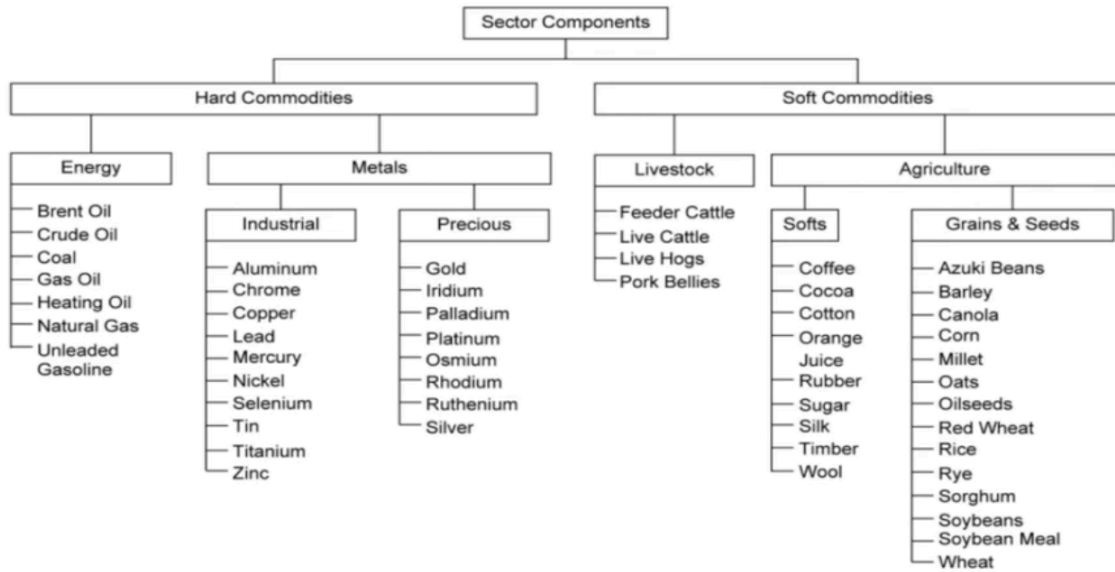 Sector Components
Hard Commodities
Soft Commodities
Energy
Metals
Livestock
Agriculture
Brent Oil
Crude Oil
Coal
Gas Oil
Heating Oil
Natural Gas
Unleaded
Gasoline
Industrial
Aluminum
Chrome
Copper
Lead
Mercury
Nickel
Selenium
Tin
Titanium
Zinc
Precious
Gold
Iridium
Palladium
Platinum
Osmium
Rhodium
Ruthenium
Silver
Feeder Cattle
Live Cattle
Live Hogs
Pork Bellies
Softs
Coffee
Cocoa
Cotton
Orange
Juice
Rubber
Sugar
Silk
Timber
Wool
Grains & Seeds
Azuki Beans
Barley
Canola
Corn
Millet
Oats
Oilseeds
Red Wheat
Rice
Rye
Sorghum
Soybeans
Soybean Meal
Wheat